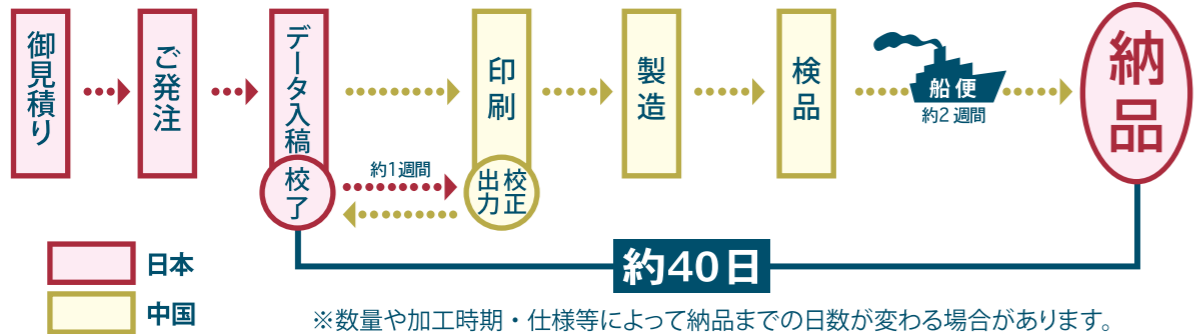 御見積り
ご発注
データ入稿
校了
約1週間
印刷
校正
出力
製造
検品
船便
約2週間
納品
約40日
日本
中国
※数量や加工時期・仕様等によって納品までの日数が変わる場合があります。